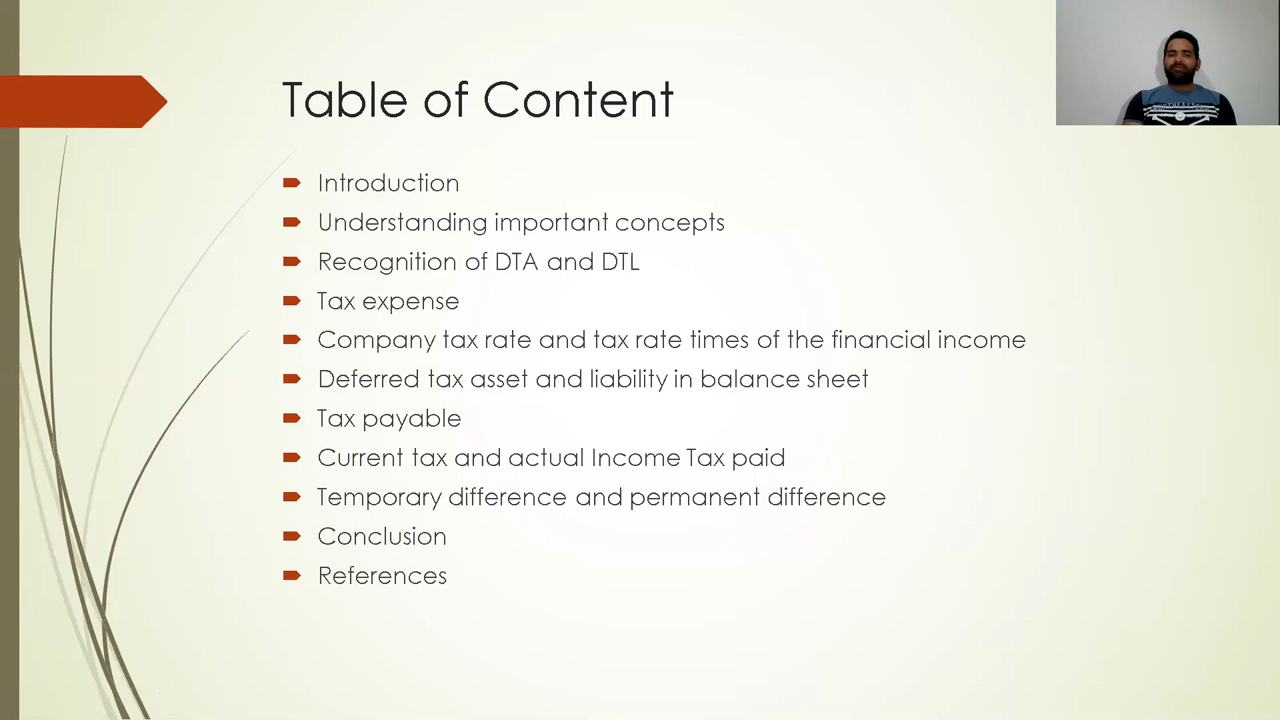 Table of Content
Introduction
Understanding important concepts
Recognition of DTA and DTL
Tax expense
Company tax rate and tax rate times of the financial income
Deferred tax asset and liability in balance sheet
Tax payable
Current tax and actual Income Tax paid
Temporary difference and permanent difference
Conclusion
References